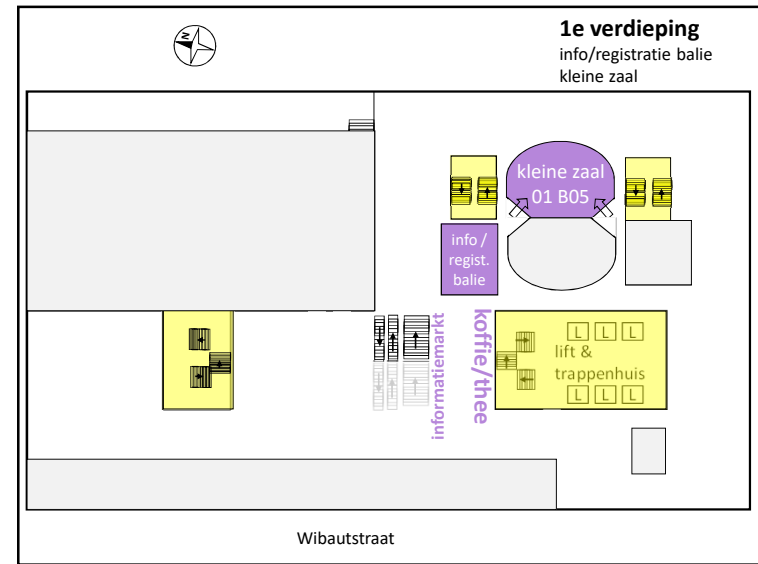 N
1e verdieping
info/registratie balie
kleine zaal
kleine zaal
01 B05
info /
regist.
balie
informatiemarkt
koffie/thee
L L L
lift &
trappenhuis
L L L
Wibautstraat